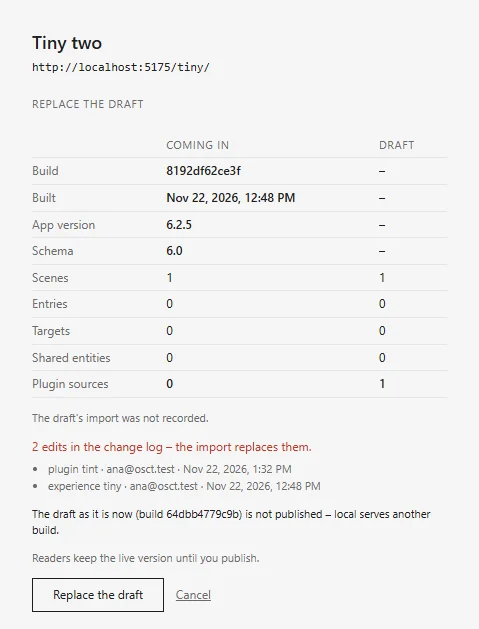 Tiny two
http://localhost:5175/tiny/
REPLACE THE DRAFT
COMING IN DRAFT
Build 8192df62ce3f –
Built Nov 22, 2026, 12:48 PM –
App version 6.2.5 –
Schema 6.0 –
Scenes 1 1
Entries 0 0
Targets 0 0
Shared entities 0 0
Plugin sources 0 1
The draft's import was not recorded.
2 edits in the change log – the import replaces them.
• plugin tint · ana@osct.test · Nov 22, 2026, 1:32 PM
• experience tiny · ana@osct.test · Nov 22, 2026, 12:48 PM
The draft as it is now (build 64dbb4779c9b) is not published – local serves another
build.
Readers keep the live version until you publish.
Replace the draft Cancel